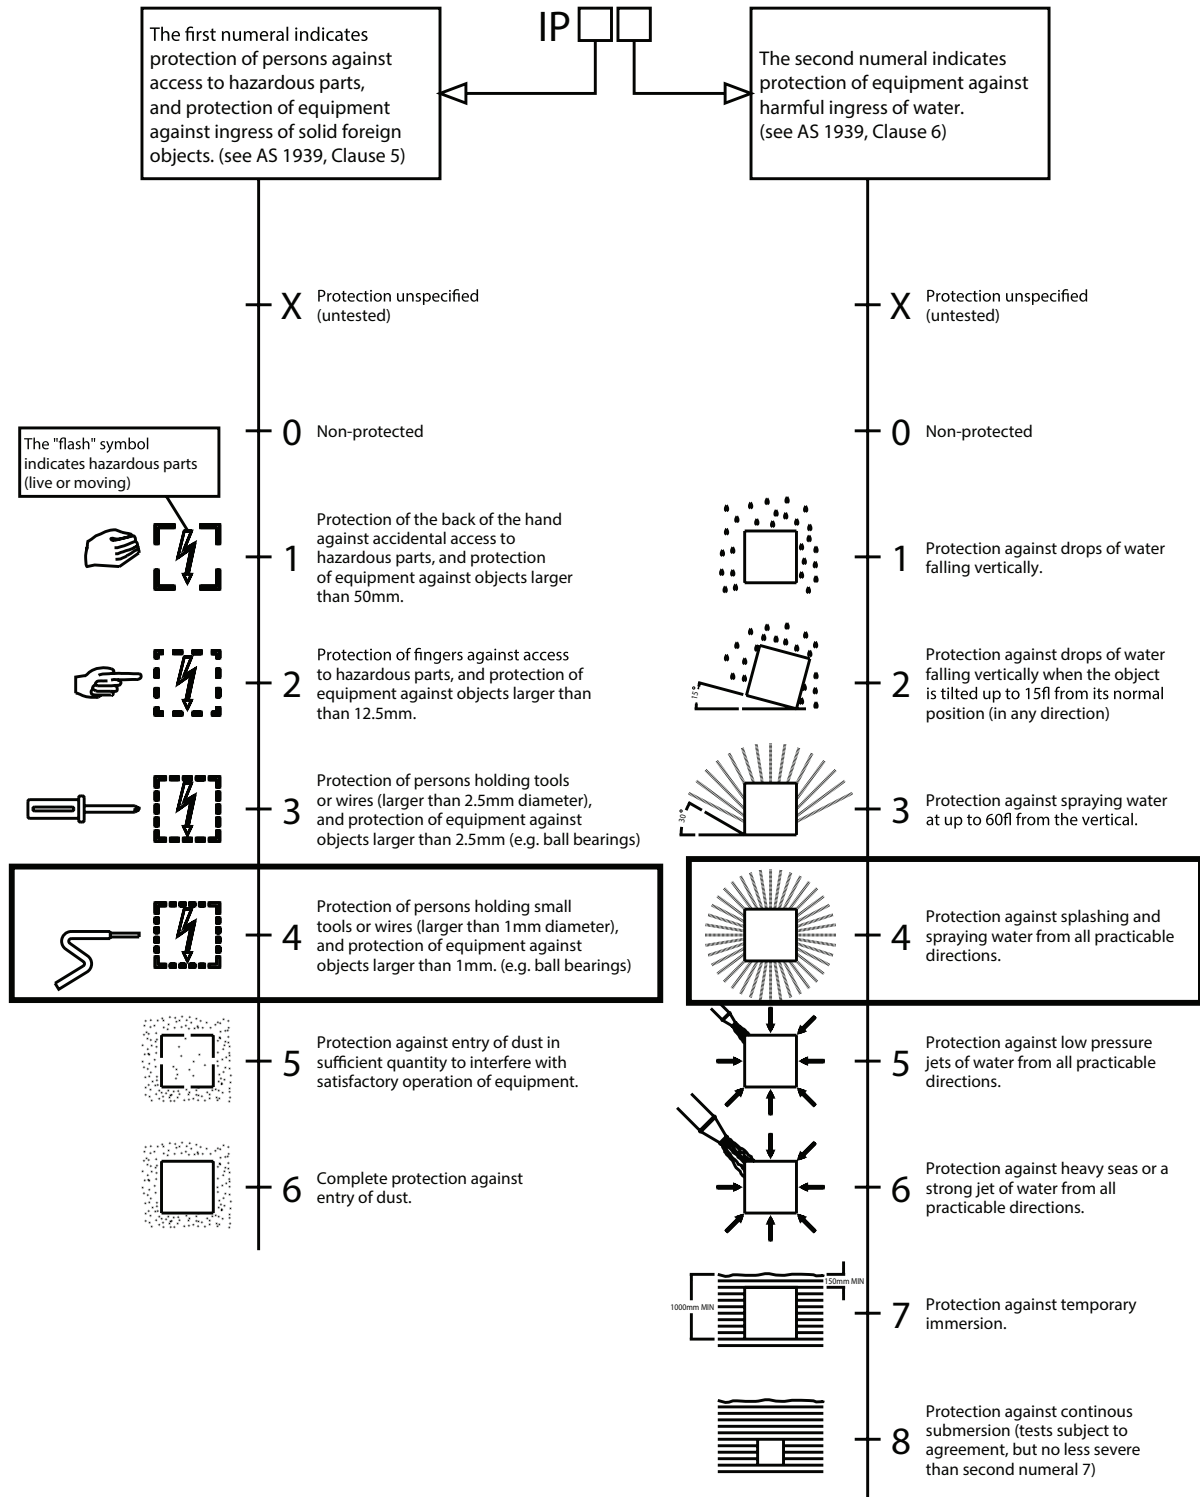 IP
The first numeral indicates
protection of persons against
access to hazardous parts,
and protection of equipment
against ingress of solid foreign
objects. (see AS 1939, Clause 5)
The second numeral indicates
protection of equipment against
harmful ingress of water.
(see AS 1939, Clause 6)
X
Protection unspecified
(untested)
0
Non-protected
The "flash" symbol
indicates hazardous parts
(live or moving)
1
Protection of the back of the hand
against accidental access to
hazardous parts, and protection
of equipment against objects larger
than 50mm.
2
Protection of fingers against access
to hazardous parts, and protection of
equipment against objects larger than
than 12.5mm.
3
Protection of persons holding tools
or wires (larger than 2.5mm diameter),
and protection of equipment against
objects larger than 2.5mm (e.g. ball bearings)
4
Protection of persons holding small
tools or wires (larger than 1mm diameter),
and protection of equipment against
objects larger than 1mm. (e.g. ball bearings)
5
Protection against entry of dust in
sufficient quantity to interfere with
satisfactory operation of equipment.
6
Complete protection against
entry of dust.
X
Protection unspecified
(untested)
0
Non-protected
1
Protection against drops of water
falling vertically.
15°
2
Protection against drops of water
falling vertically when the object
is tilted up to 15fl from its normal
position (in any direction)
30°
3
Protection against spraying water
at up to 60fl from the vertical.
4
Protection against splashing and
spraying water from all practicable
directions.
5
Protection against low pressure
jets of water from all practicable
directions.
6
Protection against heavy seas or a
strong jet of water from all
practicable directions.
150mm MIN
1000mm MIN
7
Protection against temporary
immersion.
8
Protection against continous
submersion (tests subject to
agreement, but no less severe
than second numeral 7)